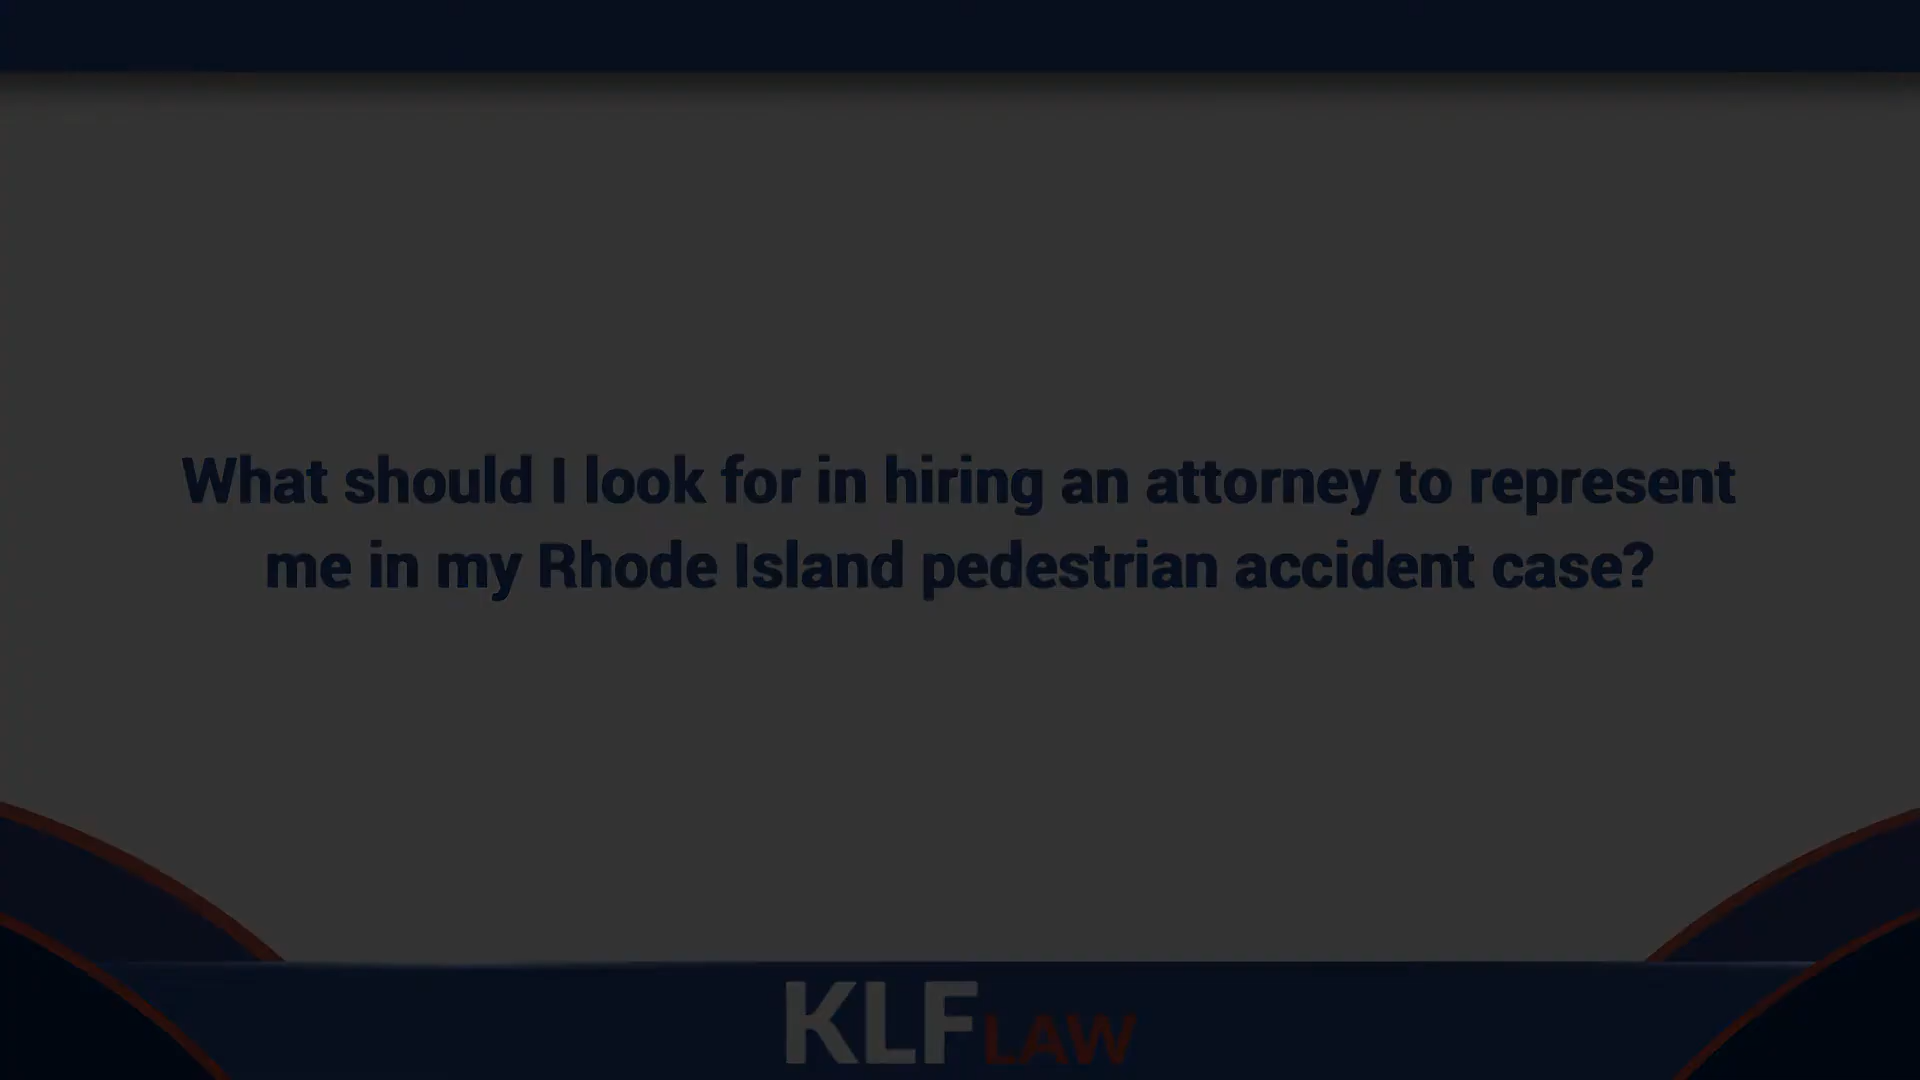 What should I look for in hiring an attorney to represent
me in my Rhode Island pedestrian accident case?
KLF LAW